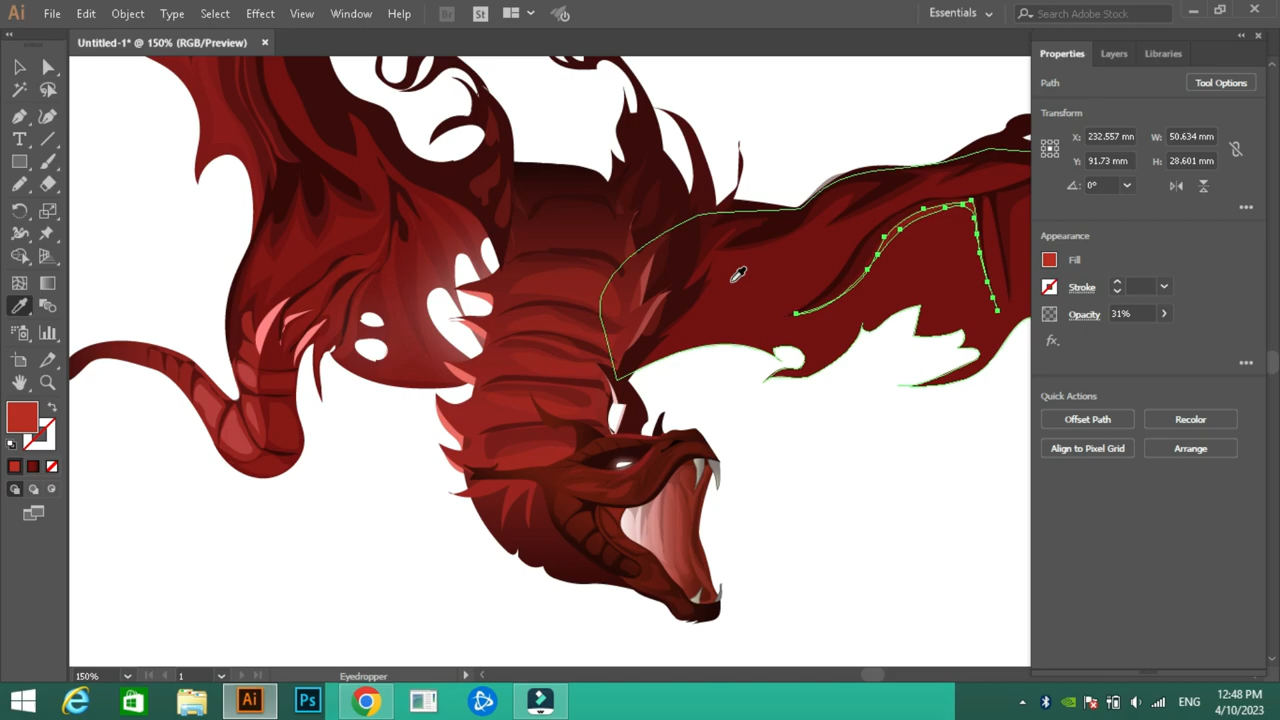 Ai File Edit Object Type Select Effect View Window Help Br St Essentials Search Adobe Stock
Untitled-1* @ 150% (RGB/Preview) ×
Properties Layers Libraries
Path Tool Options
Transform
X: 232.557 mm W: 50.634 mm
Y: 91.73 mm H: 28.601 mm
0°
Appearance
Fill
Stroke
Opacity 31%
fx.
Quick Actions
Offset Path Recolor
Align to Pixel Grid Arrange
150% 1 Eyedropper
Ai Ps ENG
12:48 PM
4/10/2023